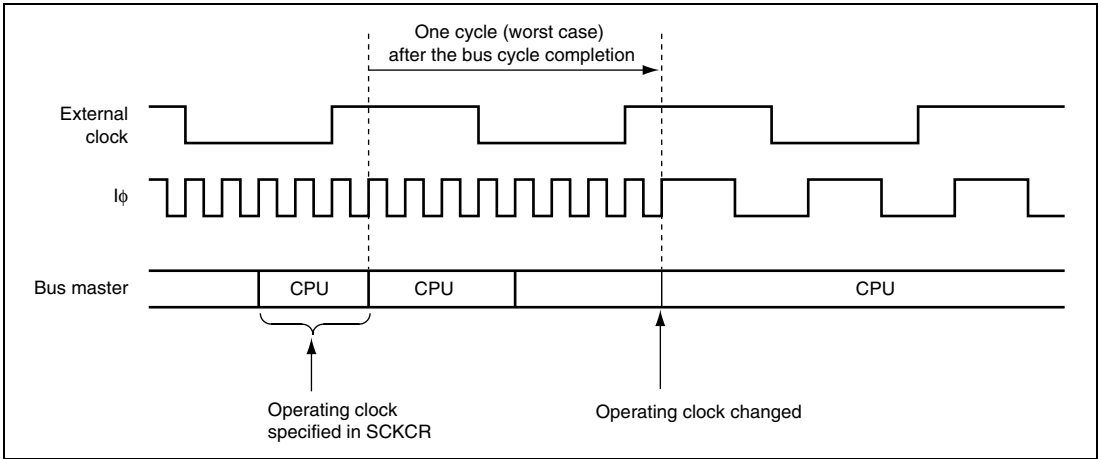 One cycle (worst case)
after the bus cycle completion
External
clock
Iϕ
Bus master
CPU
CPU
CPU
Operating clock
specified in SCKCR
Operating clock changed